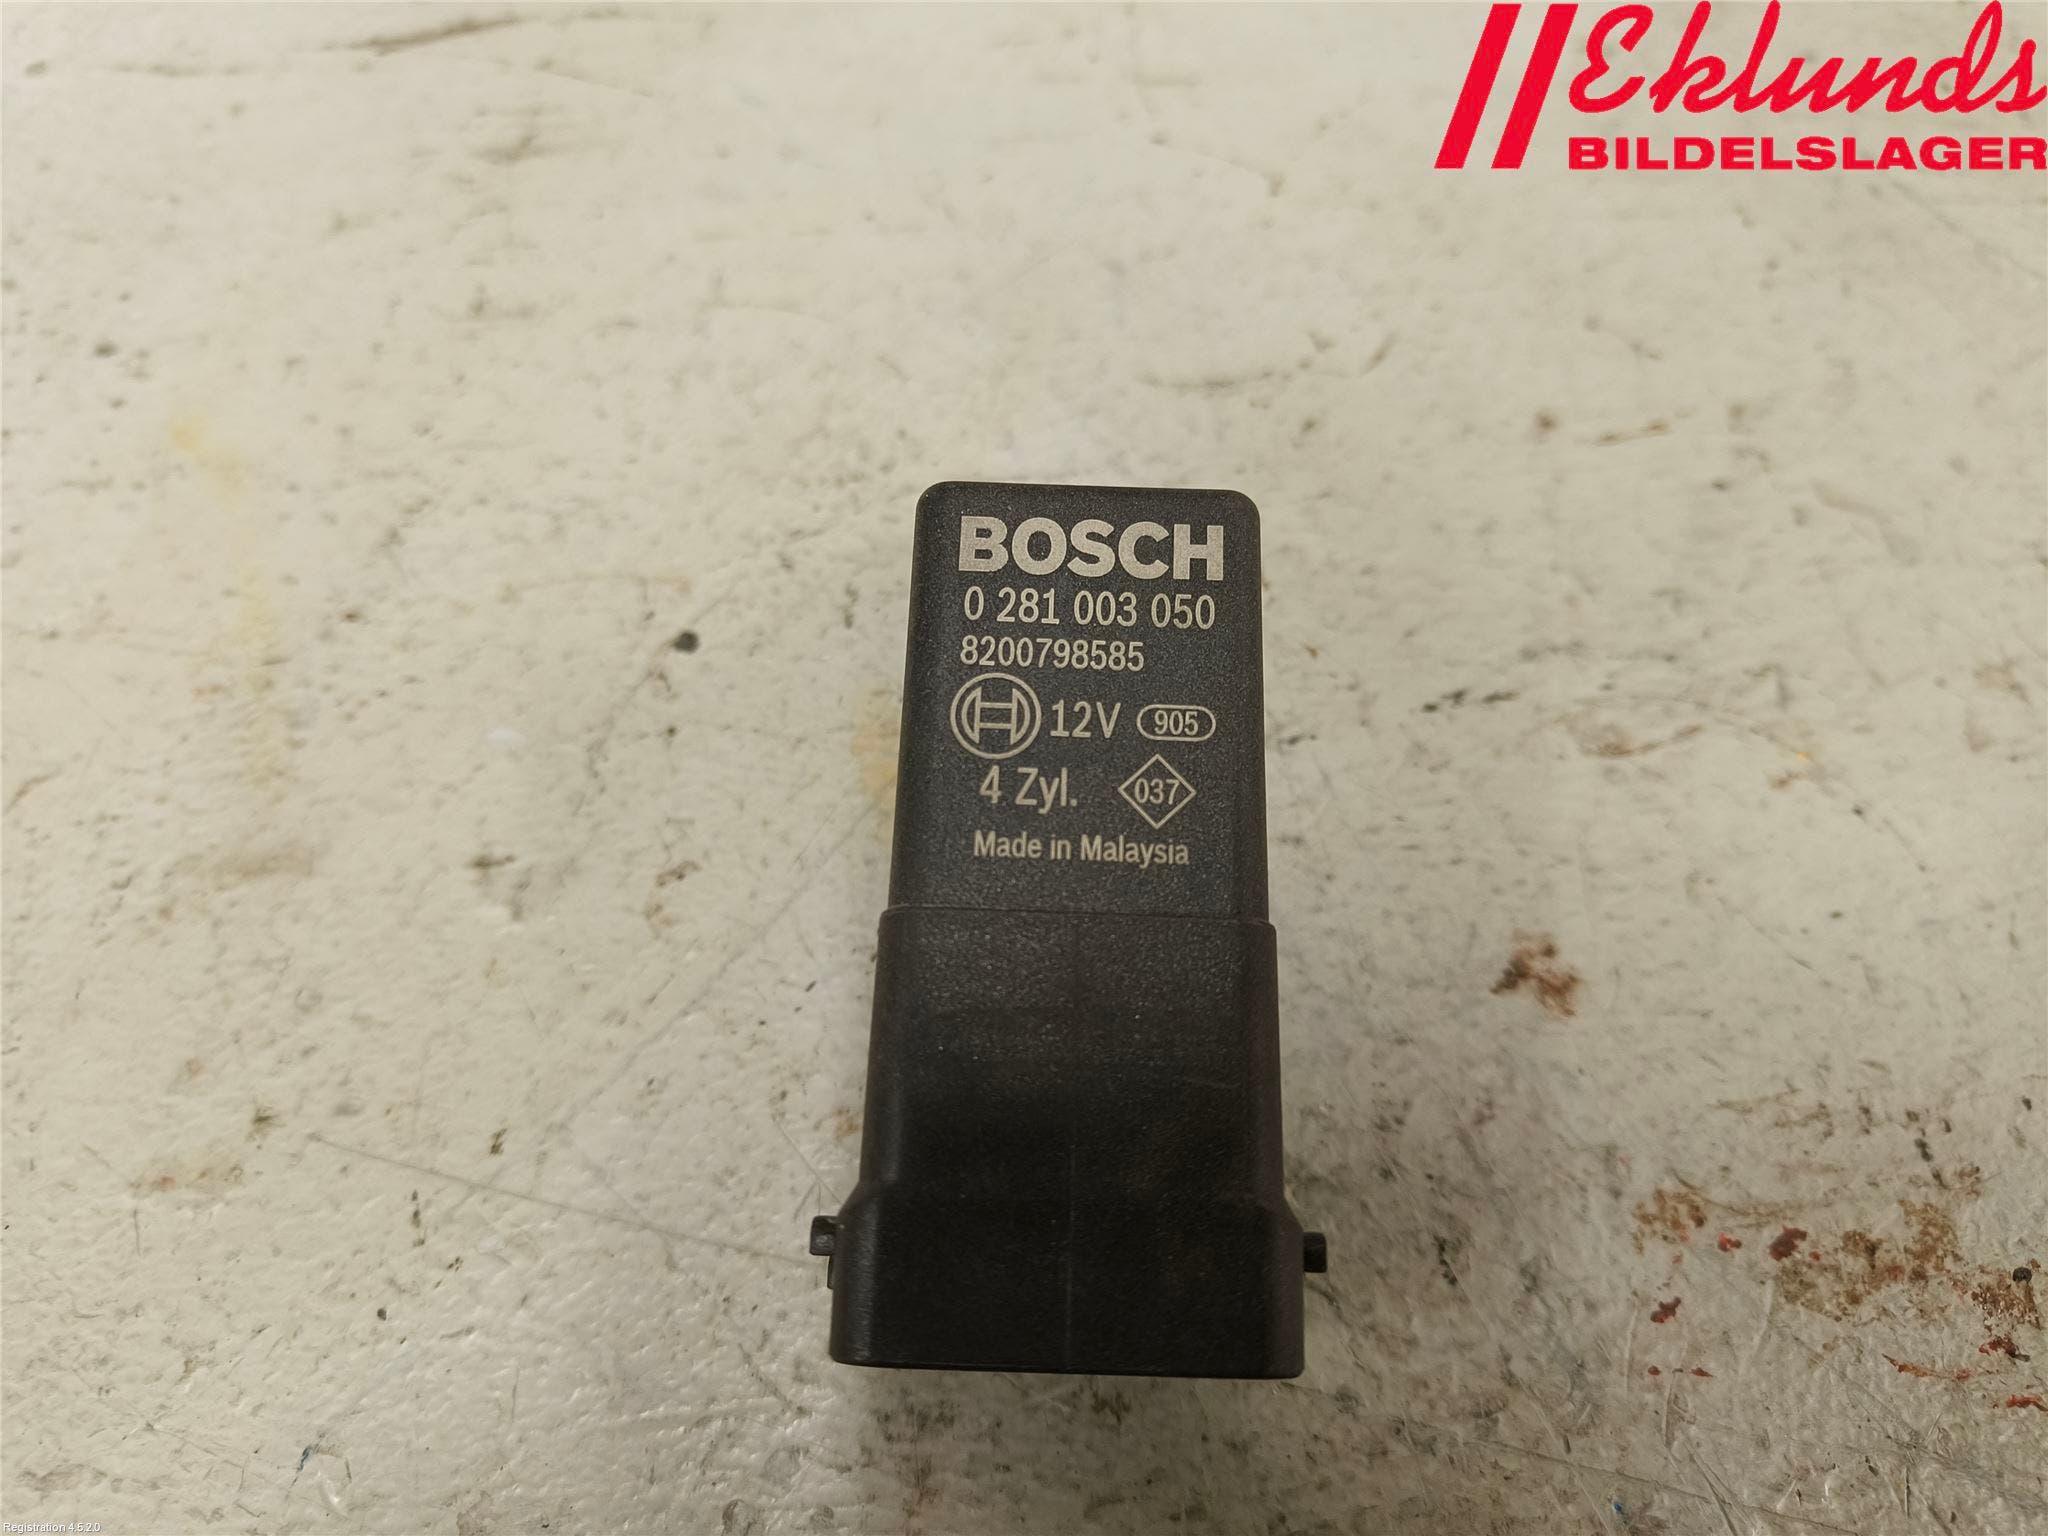 Eklunds
BILDELSLAGER
BOSCH
0 281 003 050
8200798585
12V 905
4 Zyl. 037
Made in Malaysia
Registration 4.5.2.0